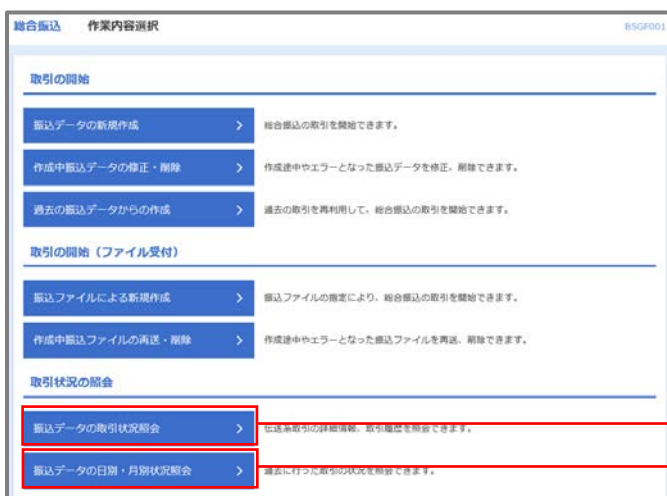 総合振込 作業内容選択 BSGF001
取引の開始
振込データの新規作成 総合振込の取引を開始できます。
作成中振込データの修正・削除 作成途中やエラーとなった振込データを修正、削除できます。
過去の振込データからの作成 過去の取引を再利用して、総合振込の取引を開始できます。
取引の開始（ファイル受付）
振込ファイルによる新規作成 振込ファイルの指定により、総合振込の取引を開始できます。
作成中振込ファイルの再送・削除 作成途中やエラーとなった振込ファイルを再送、削除できます。
取引状況の照会
振込データの取引状況照会 伝送系取引の詳細情報、取引履歴を照会できます。
振込データの日別・月別状況照会 過去に行った取引の状況を照会できます。